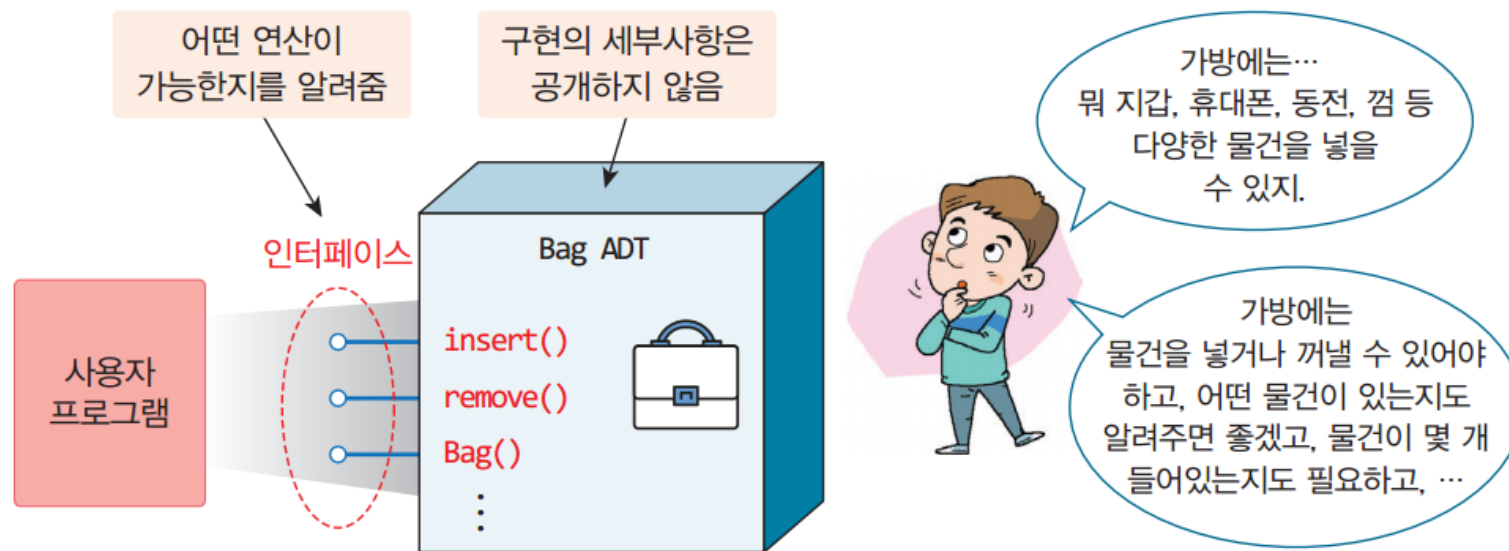 어떤 연산이
가능한지를 알려줌
구현의 세부사항은
공개하지 않음
인터페이스
사용자
프로그램
Bag ADT
insert()
remove()
Bag()
⋮
가방에는…
뭐 지갑, 휴대폰, 동전, 껌 등
다양한 물건을 넣을
수 있지.
가방에는
물건을 넣거나 꺼낼 수 있어야
하고, 어떤 물건이 있는지도
알려주면 좋겠고, 물건이 몇 개
들어있는지도 필요하고, …